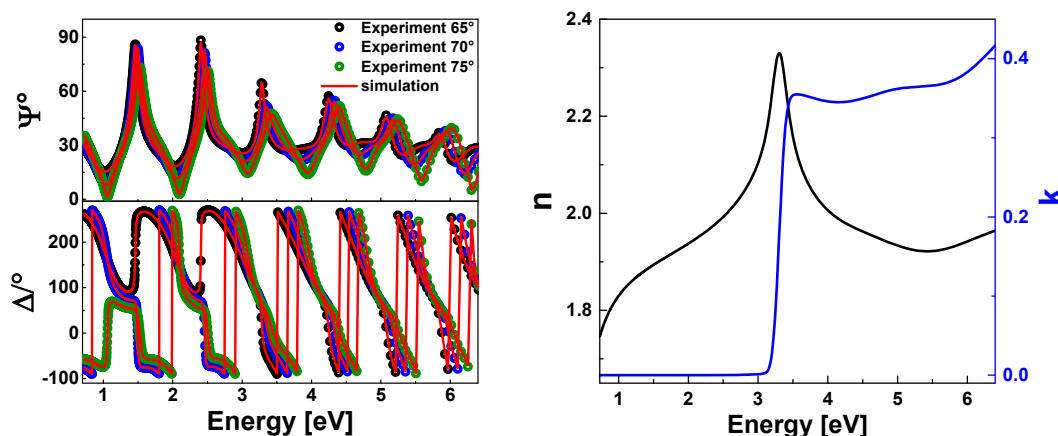 90
60
30
0
Ψ°
Experiment 65°
Experiment 70°
Experiment 75°
simulation
200
100
0
-100
Δ/°
1 2 3 4 5 6
Energy [eV]
2.4
2.2
2.0
1.8
n
0.4
0.2
0.0
k
1 2 3 4 5 6
Energy [eV]